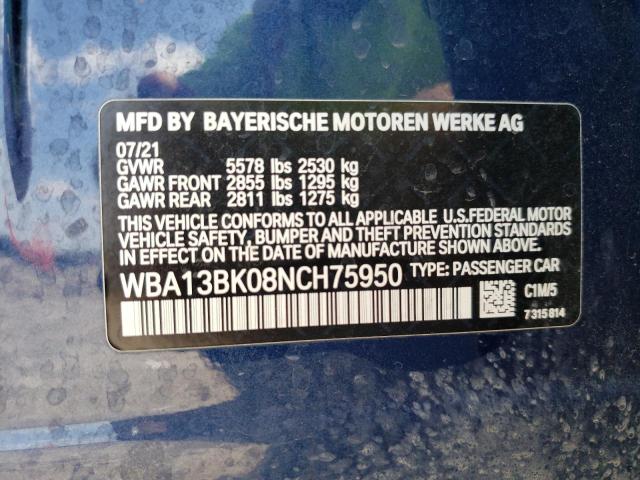 MFD BY BAYERISCHE MOTOREN WERKE AG
07/21
GVWR 5578 lbs 2530 kg
GAWR FRONT 2855 lbs 1295 kg
GAWR REAR 2811 lbs 1275 kg
THIS VEHICLE CONFORMS TO ALL APPLICABLE U.S.FEDERAL MOTOR
VEHICLE SAFETY, BUMPER, AND THEFT PREVENTION STANDARDS
IN EFFECT ON THE DATE OF MANUFACTURE SHOWN ABOVE.
WBA13BK08NCH75950 TYPE: PASSENGER CAR
C1M/5
7315814